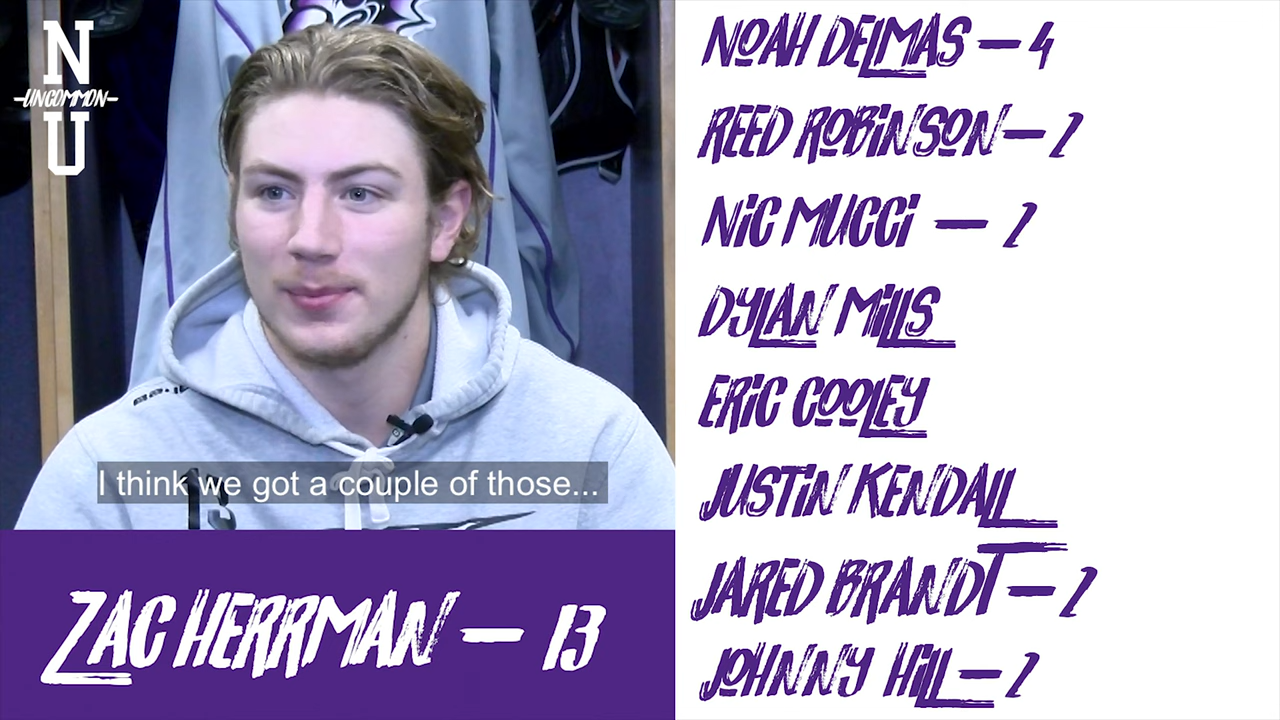 N
UNCOMMON
U
I think we got a couple of those...
13
ZAC HERRMAN – 13
NOAH DELMAS – 4
REED ROBINSON – 2
NIC MUCCI – 2
DYLAN MILLS
ERIC COOLEY
JUSTIN KENDALL
JARED BRANDT – 2
JOHNNY HILL – 2